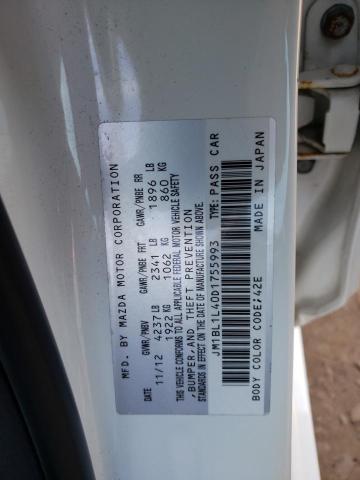 MFD. BY MAZDA MOTOR CORPORATION
DATE GVWR/PNBV GAWR/PNBE FRT GAWR/PNBE RR
11/12 4237 LB 2341 LB 1896 LB
1922 KG 1062 KG 860 KG
THIS VEHICLE CONFORMS TO ALL APPLICABLE FEDERAL MOTOR VEHICLE SAFETY
,BUMPER,AND THEFT PREVENTION
STANDARDS IN EFFECT ON THE DATE OF MANUFACTURE SHOWN ABOVE.
JM1BL1L40D1755993 TYPE: PASS CAR
BODY COLOR CODE:42E MADE IN JAPAN